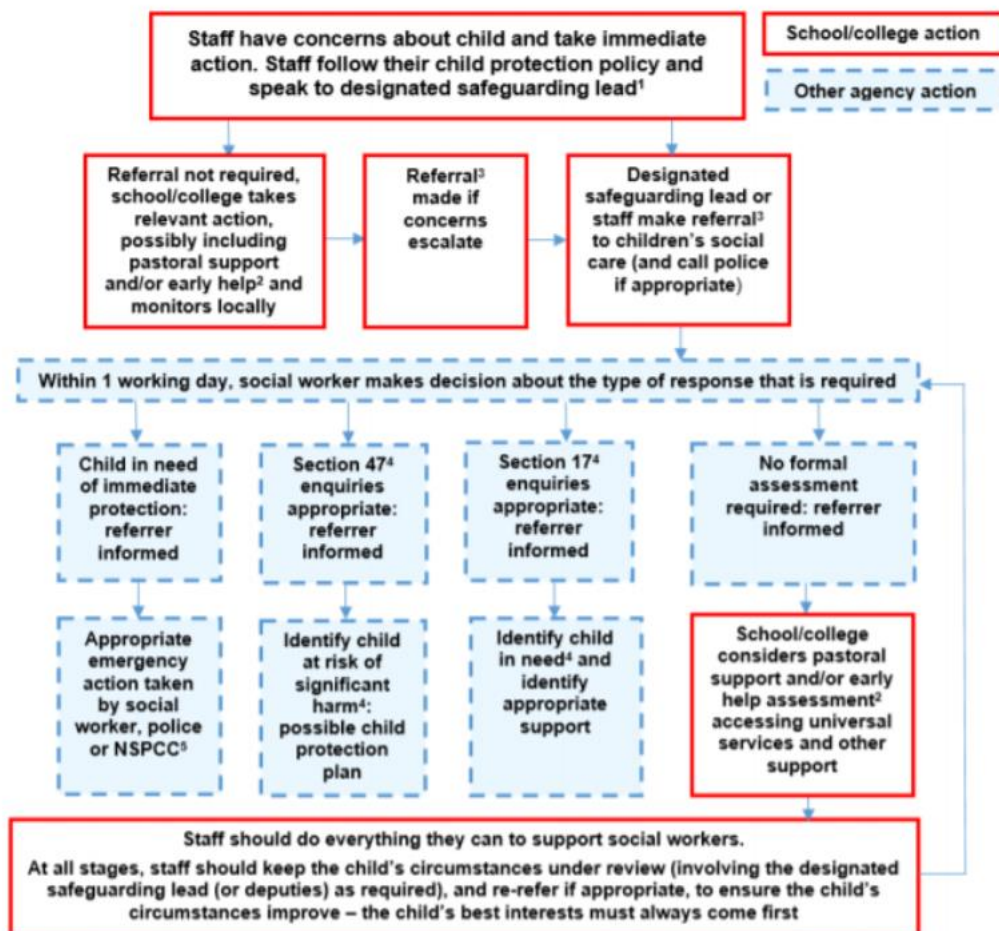 Staff have concerns about child and take immediate
action. Staff follow their child protection policy and
speak to designated safeguarding lead¹
School/college action
Other agency action
Referral not required,
school/college takes
relevant action,
possibly including
pastoral support
and/or early help² and
monitors locally
Referral³
made if
concerns
escalate
Designated
safeguarding lead or
staff make referral³
to children's social
care (and call police
if appropriate)
Within 1 working day, social worker makes decision about the type of response that is required
Child in need
of immediate
protection:
referrer
informed
Section 47⁴
enquiries
appropriate:
referrer
informed
Section 17⁴
enquiries
appropriate:
referrer
informed
No formal
assessment
required: referrer
informed
Appropriate
emergency
action taken
by social
worker, police
or NSPCC⁵
Identify child
at risk of
significant
harm⁴:
possible child
protection
plan
Identify child
in need⁴ and
identify
appropriate
support
School/college
considers pastoral
support and/or early
help assessment²
accessing universal
services and other
support
Staff should do everything they can to support social workers.
At all stages, staff should keep the child's circumstances under review (involving the designated
safeguarding lead (or deputies) as required), and re-refer if appropriate, to ensure the child's
circumstances improve – the child's best interests must always come first